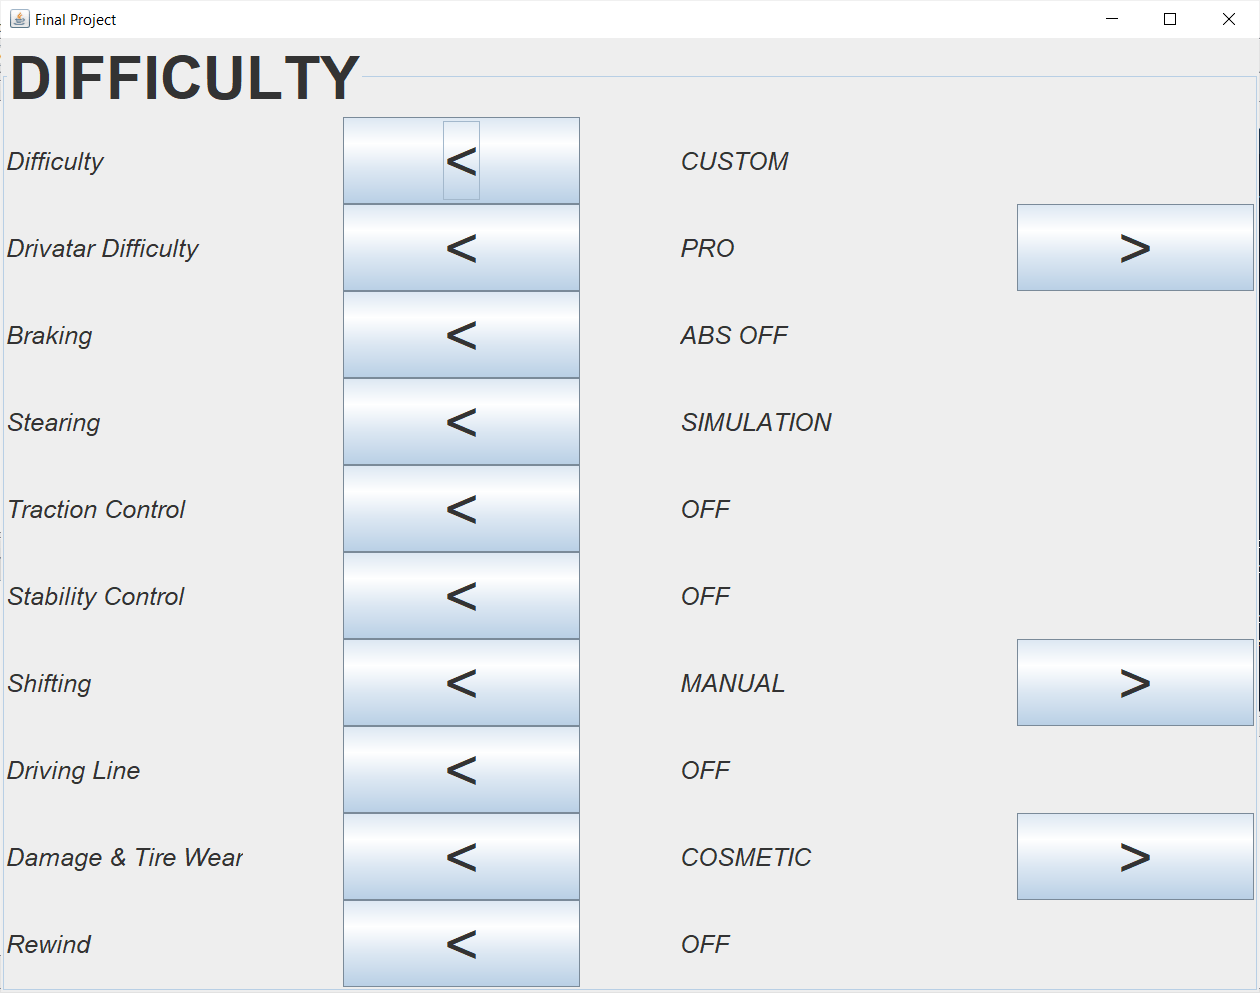 Final Project
DIFFICULTY
Difficulty < CUSTOM
Drivatar Difficulty < PRO >
Braking < ABS OFF
Stearing < SIMULATION
Traction Control < OFF
Stability Control < OFF
Shifting < MANUAL >
Driving Line < OFF
Damage & Tire Wear < COSMETIC >
Rewind < OFF